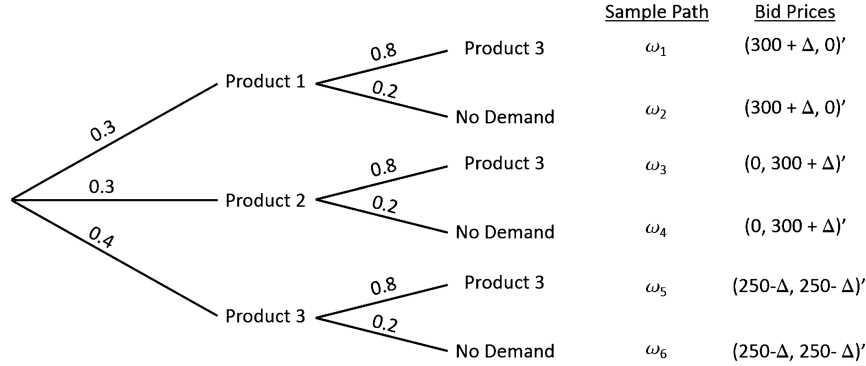 Sample Path Bid Prices
0.8 Product 3 ω1 (300 + Δ, 0)’
Product 1
0.2 No Demand ω2 (300 + Δ, 0)’
0.3
0.8 Product 3 ω3 (0, 300 + Δ)’
0.3 Product 2
0.2 No Demand ω4 (0, 300 + Δ)’
0.4
0.8 Product 3 ω5 (250-Δ, 250- Δ)’
Product 3
0.2 No Demand ω6 (250-Δ, 250- Δ)’